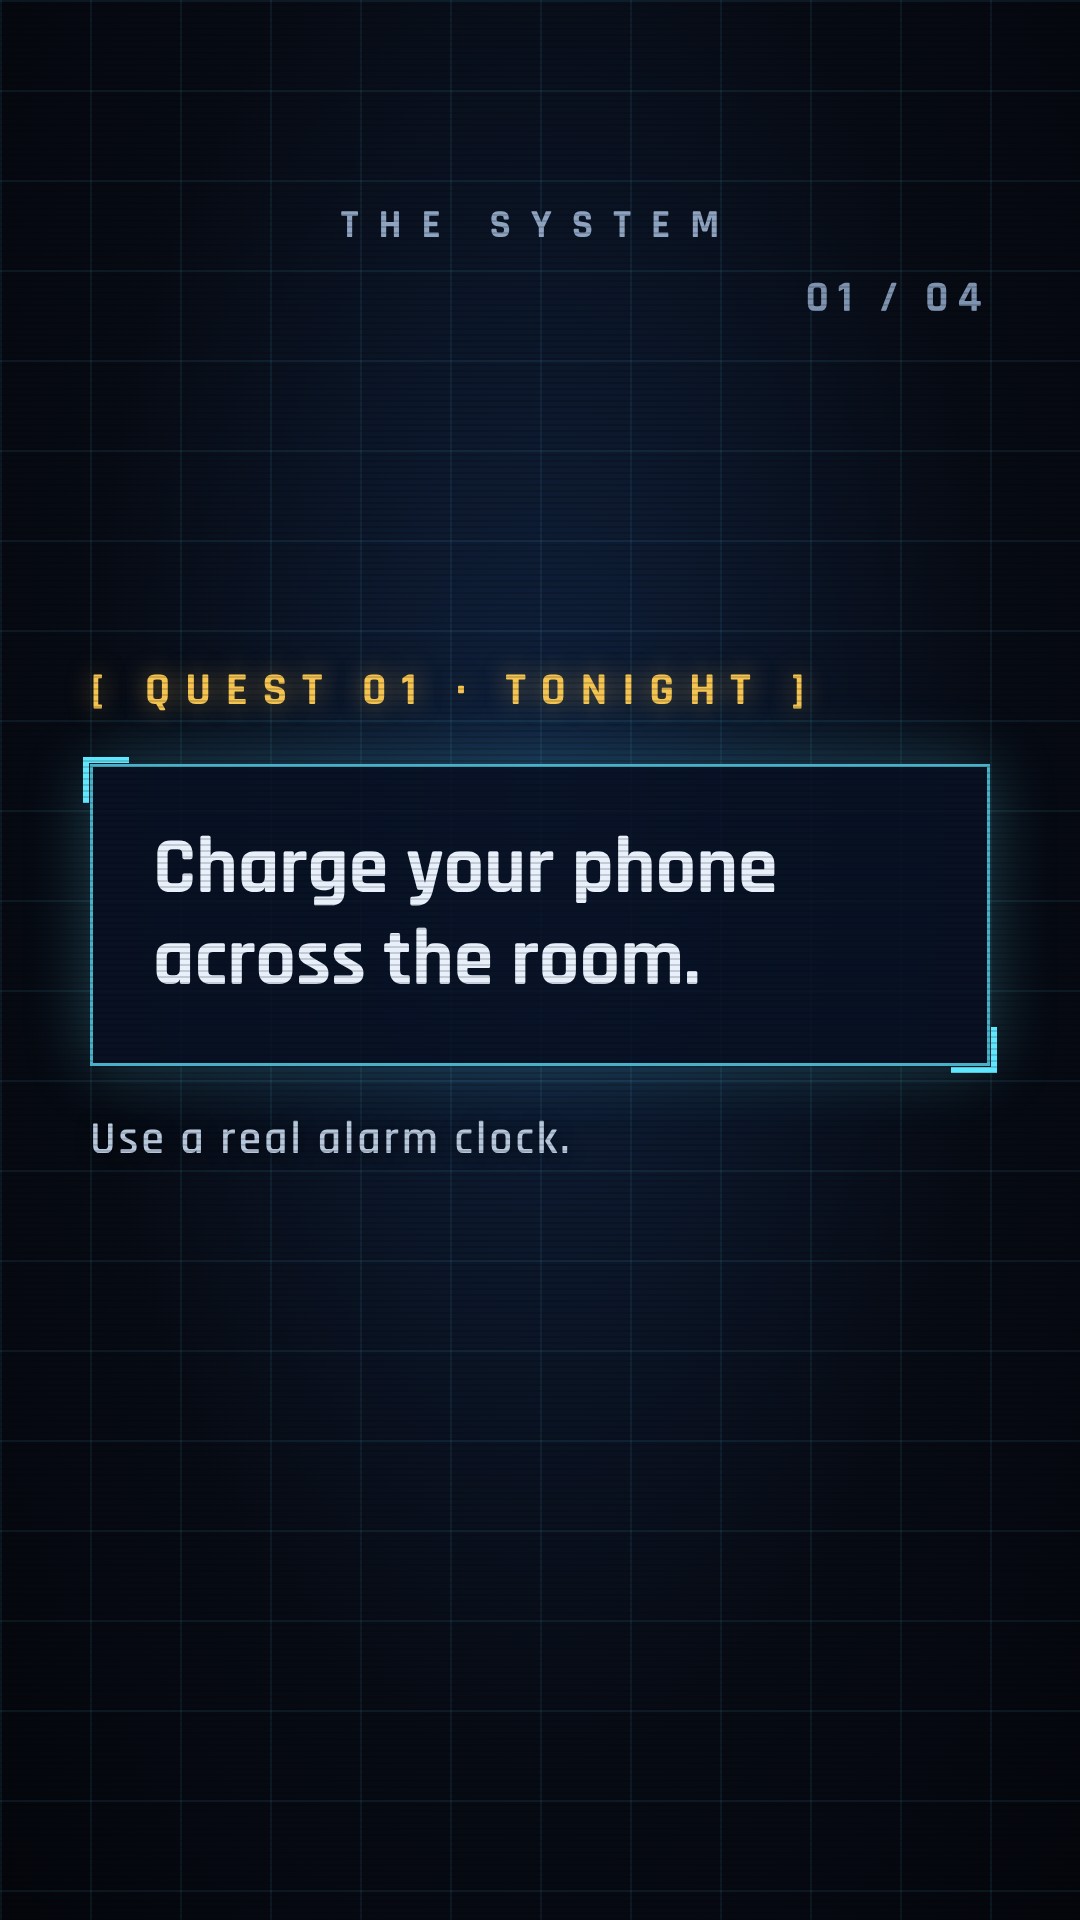 THE SYSTEM
01 / 04
[ QUEST 01 · TONIGHT ]
Charge your phone
across the room.
Use a real alarm clock.